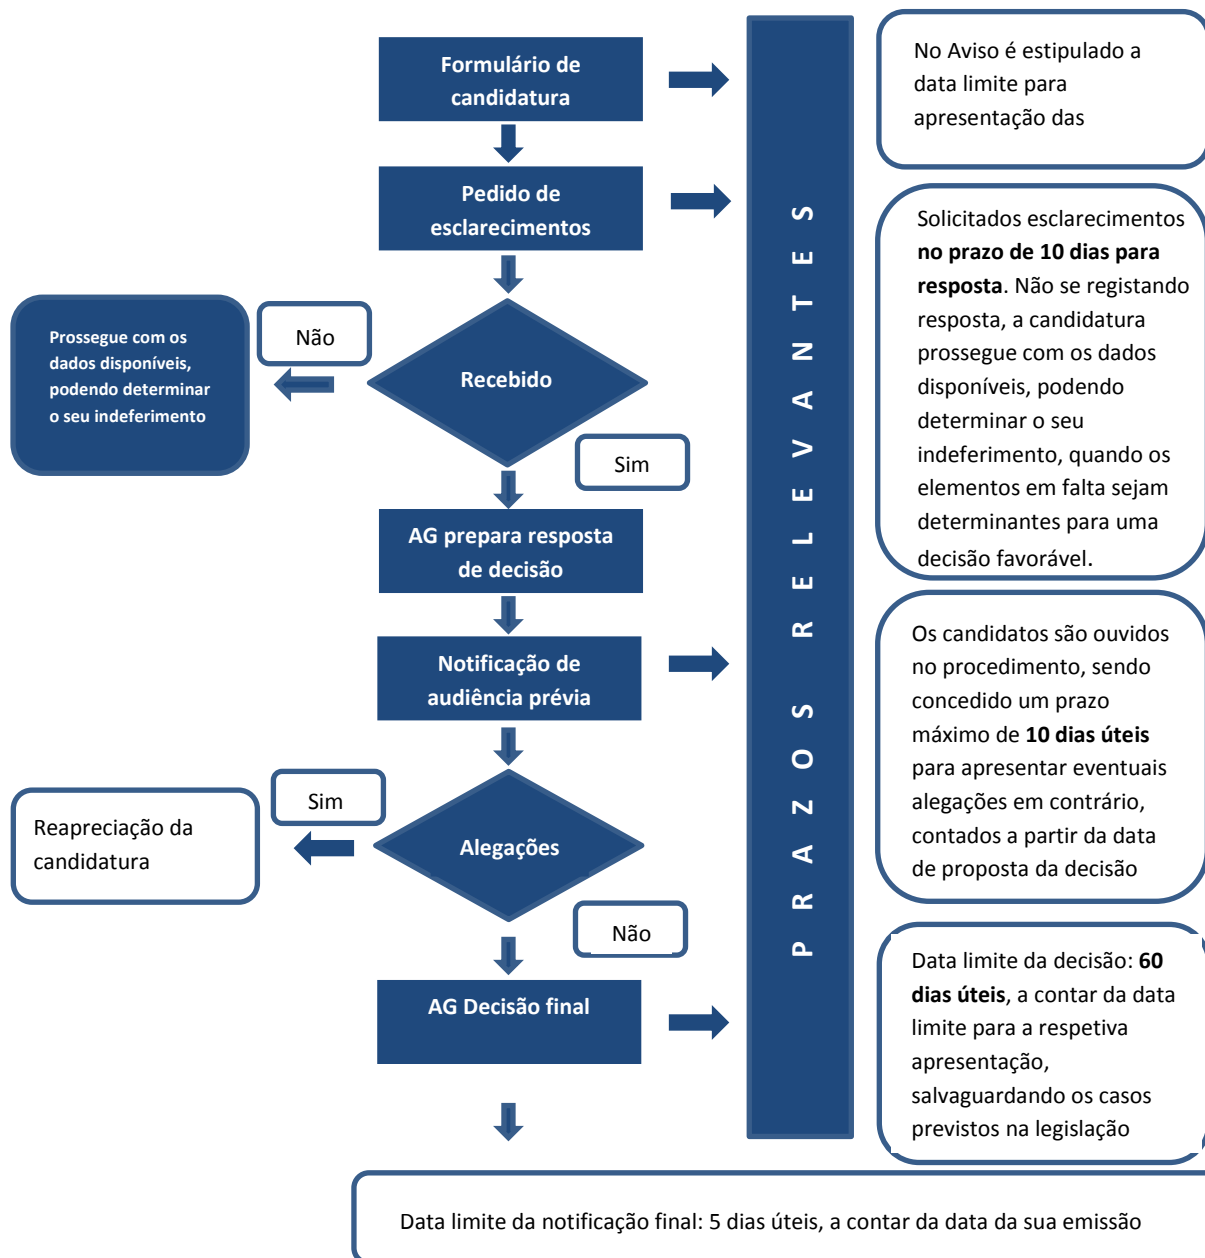 Formulário de
candidatura
No Aviso é estipulado a
data limite para
apresentação das
Pedido de
esclarecimentos
Solicitados esclarecimentos
no prazo de 10 dias para
resposta. Não se registando
resposta, a candidatura
prossegue com os dados
disponíveis, podendo
determinar o seu
indeferimento, quando os
elementos em falta sejam
determinantes para uma
decisão favorável.
Recebido
Não
Prossegue com os
dados disponíveis,
podendo determinar
o seu indeferimento
Sim
AG prepara resposta
de decisão
Notificação de
audiência prévia
Os candidatos são ouvidos
no procedimento, sendo
concedido um prazo
máximo de 10 dias úteis
para apresentar eventuais
alegações em contrário,
contados a partir da data
de proposta da decisão
Alegações
Sim
Reapreciação da
candidatura
Não
AG Decisão final
Data limite da decisão: 60
dias úteis, a contar da data
limite para a respetiva
apresentação,
salvaguardando os casos
previstos na legislação
PRAZOS RELEVANTES
Data limite da notificação final: 5 dias úteis, a contar da data da sua emissão